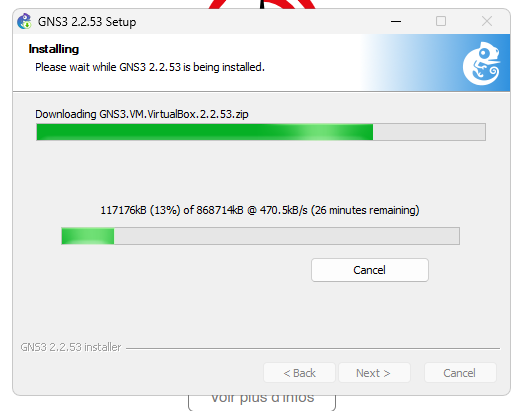 GNS3 2.2.53 Setup
Installing
Please wait while GNS3 2.2.53 is being installed.
Downloading GNS3.VM.VirtualBox.2.2.53.zip
117176kB (13%) of 868714kB @ 470.5kB/s (26 minutes remaining)
Cancel
GNS3 2.2.53 installer
< Back
Next >
Cancel
Voir plus d'infos